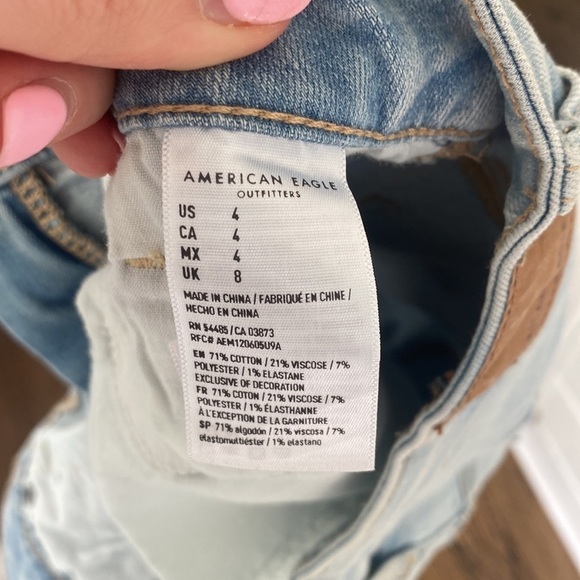 AMERICAN EAGLE
OUTFITTERS
US 4
CA 4
MX 4
UK 8
MADE IN CHINA / FABRIQUÉ EN CHINE /
HECHO EN CHINA
RN 54485 / CA 03873
RFC# AEM120605U9A
EN 71% COTTON / 21% VISCOSE / 7%
POLYESTER / 1% ELASTANE
EXCLUSIVE OF DECORATION
FR 71% COTON / 21% VISCOSE / 7%
POLYESTER / 1% ÉLASTHANNE
À L'EXCEPTION DE LA GARNITURE
SP 71% algodón / 21% viscosa / 7%
elastomultiéster / 1% elastano